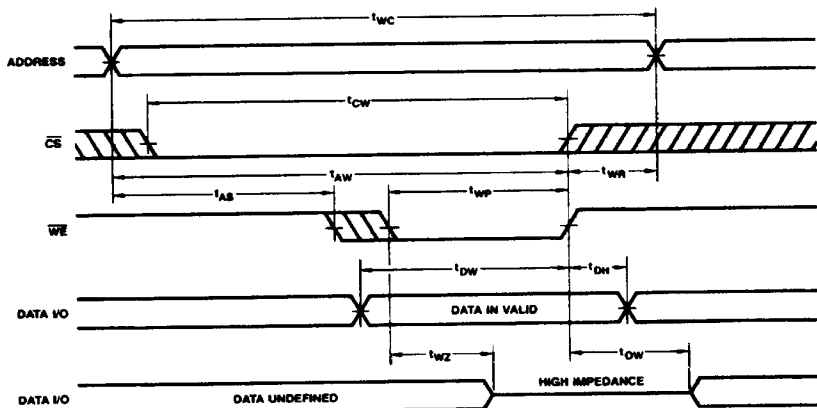 tWC
ADDRESS
tCW
CS
tAW
tWR
tAS
tWP
WE
tDW
tDH
DATA I/O
DATA IN VALID
tWZ
tOW
HIGH IMPEDANCE
DATA I/O
DATA UNDEFINED